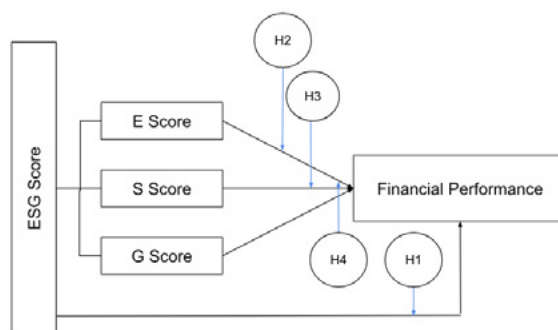 H2
H3
E Score
ESG Score
S Score
Financial Performance
G Score
H4
H1